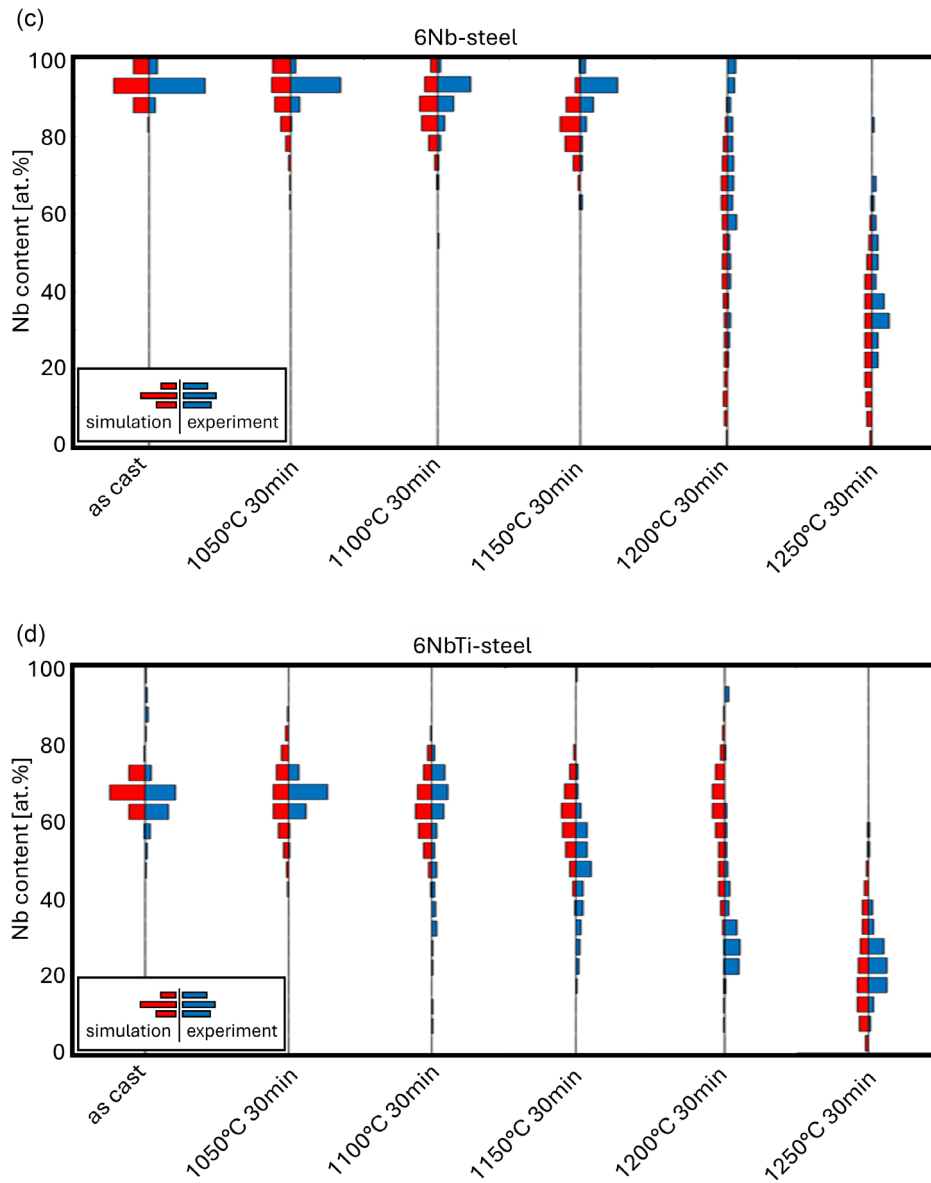 (c)
6Nb-steel
Nb content [at.%]
100
80
60
40
20
0
simulation experiment
as cast
1050°C 30min
1100°C 30min
1150°C 30min
1200°C 30min
1250°C 30min
(d)
6NbTi-steel
Nb content [at.%]
100
80
60
40
20
0
simulation experiment
as cast
1050°C 30min
1100°C 30min
1150°C 30min
1200°C 30min
1250°C 30min